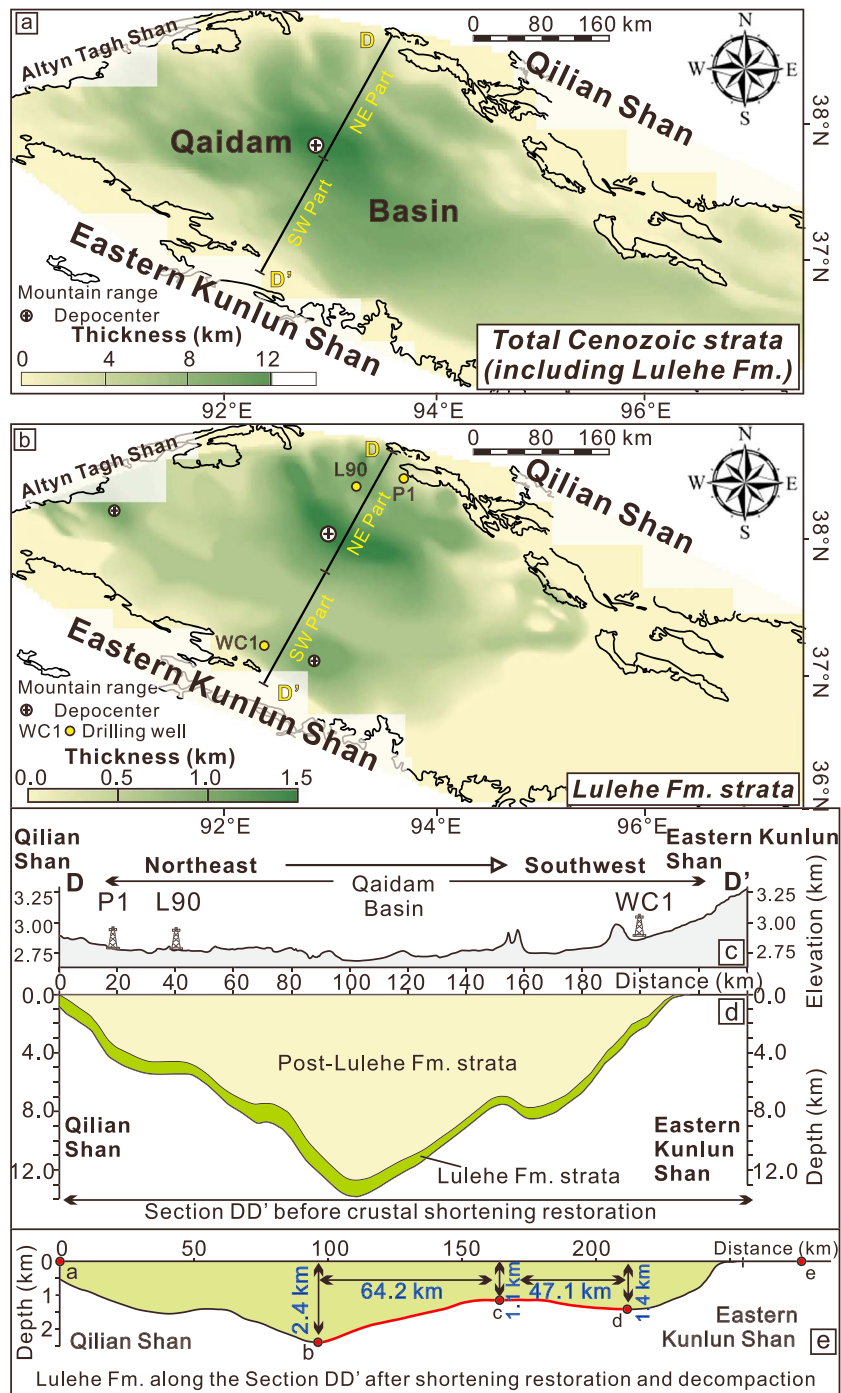 a
Altyn Tagh Shan
0 80 160 km
D
Qilian Shan
N
W E
S
NE Part
Qaidam
Basin
SW Part
D'
38°N
37°N
Eastern Kunlun Shan
Mountain range
Depocenter
Thickness (km)
0 4 8 12
Total Cenozoic strata
(including Lulehe Fm.)
92°E 94°E 96°E
b
Altyn Tagh Shan
0 80 160 km
D
L90
P1
Qilian Shan
N
W E
S
NE Part
SW Part
WC1
D'
38°N
37°N
36°N
Eastern Kunlun Shan
Mountain range
Depocenter
WC1 Drilling well
Thickness (km)
0.0 0.5 1.0 1.5
Lulehe Fm. strata
92°E 94°E 96°E
Qilian
Shan
Eastern Kunlun
Shan
Northeast Southwest
D D'
Qaidam
Basin
P1 L90 WC1
3.25 3.25
3.00 3.00
2.75 2.75
c
Elevation (km)
0 20 40 60 80 100 120 140 160 180 200 Distance (km)
0.0 0.0
d
4.0 4.0
Post-Lulehe Fm. strata
8.0 8.0
Qilian
Shan
Eastern
Kunlun
Shan
12.0 12.0
Depth (km)
Lulehe Fm. strata
Section DD' before crustal shortening restoration
0 50 100 150 200 Distance (km)
Depth (km)
0
1
2
a
e
2.4 km
64.2 km
1.1 km
47.1 km
1.4 km
b
c
d
Qilian Shan
Eastern
Kunlun Shan
e
Lulehe Fm. along the Section DD' after shortening restoration and decompaction